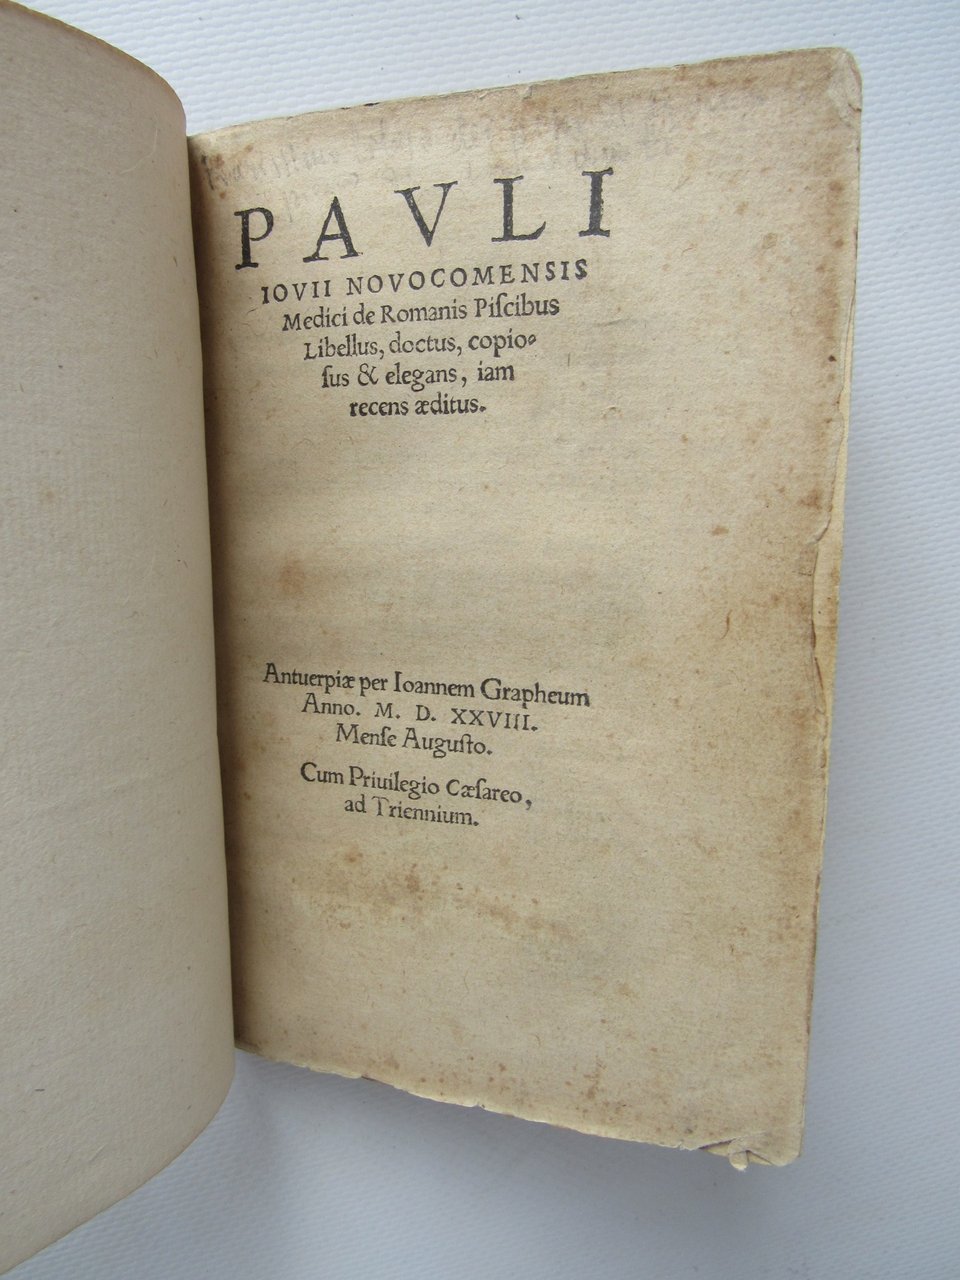 PAVLI
IOVII NOVOCOMENSIS
Medici de Romanis Piſcibus
Libellus, doctus, copio⸗
ſus & elegans, iam
recens æditus.
Antuerpiæ per Ioannem Grapheum
Anno. M. D. XXVIII.
Menſe Auguſto.
Cum Priuilegio Cæſareo,
ad Triennium.